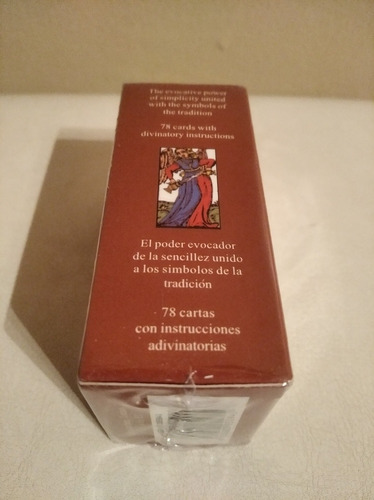 The evocative power
of simplicity united
with the symbols of
the tradition
78 cards with
divinatory instructions
El poder evocador
de la sencillez unido
a los simbolos de la
tradición
78 cartas
con instrucciones
adivinatorias